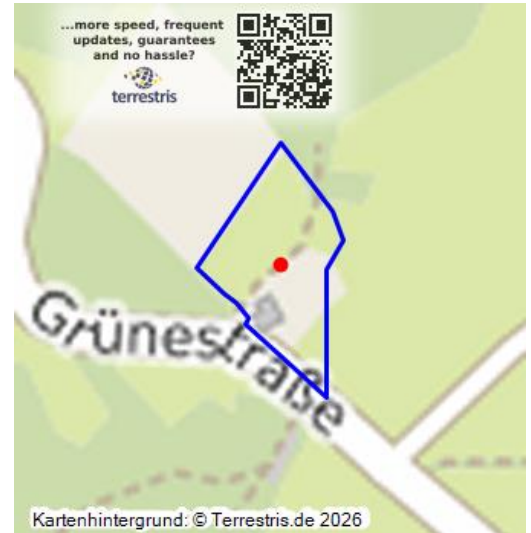 ...more speed, frequent
updates, guarantees
and no hassle?
terrestris
Grünestraße
Kartenhintergrund: © Terrestris.de 2026